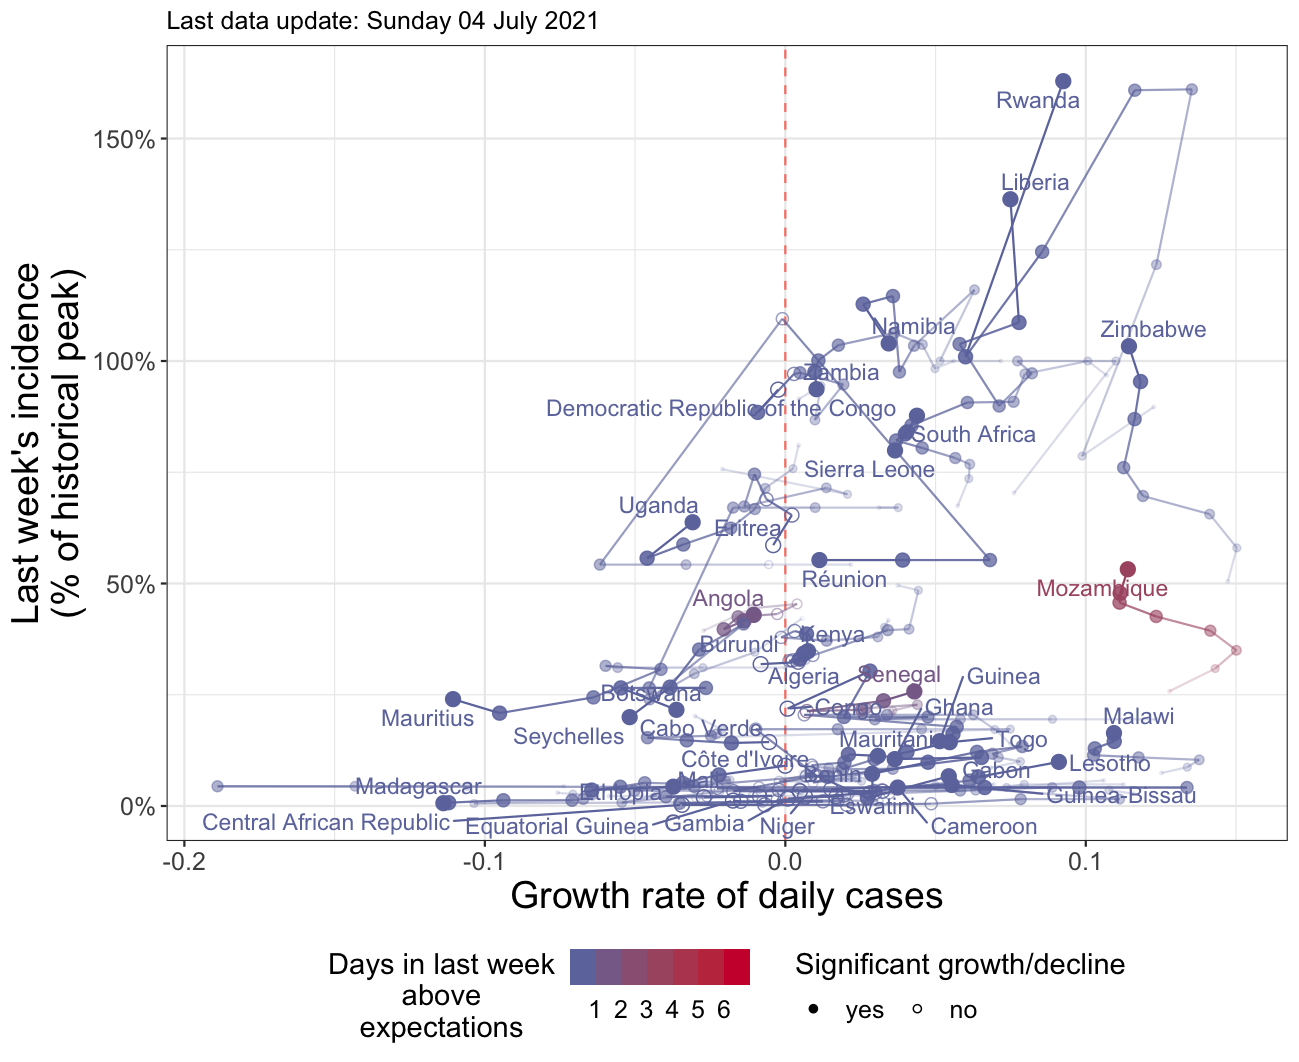 Last data update: Sunday 04 July 2021
Last week's incidence
(% of historical peak)
150%
100%
50%
0%
Rwanda
Liberia
Namibia
Zimbabwe
Zambia
Democratic Republic of the Congo
South Africa
Sierra Leone
Uganda
Eritrea
Réunion
Mozambique
Angola
Burundi
Kenya
Algeria
Senegal
Guinea
Botswana
Congo
Ghana
Mauritius
Seychelles
Cabo Verde
Malawi
Mauritania
Togo
Côte d'Ivoire
Lesotho
Benin
Gabon
Madagascar
Mali
Ethiopia
Guinea-Bissau
Eswatini
Central African Republic
Equatorial Guinea
Gambia
Niger
Cameroon
-0.2
-0.1
0.0
0.1
Growth rate of daily cases
Days in last week
above
expectations
1 2 3 4 5 6
Significant growth/decline
yes
no